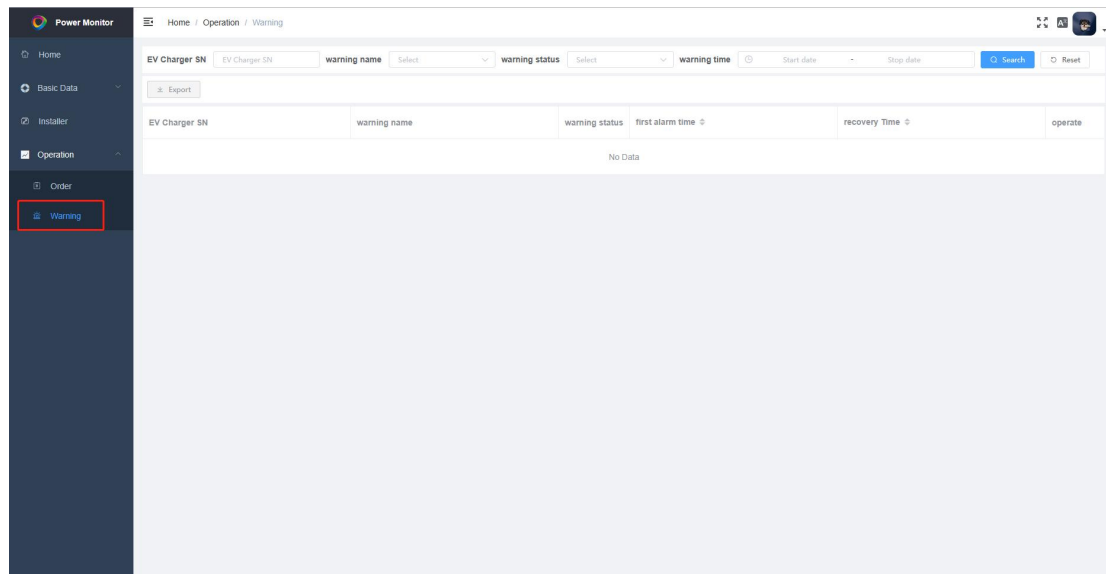 Power Monitor
Home / Operation / Warning
Home
EV Charger SN EV Charger SN warning name Select warning status Select warning time Start date - Stop date Search Reset
Basic Data
Export
Installer
EV Charger SN warning name warning status first alarm time recovery Time operate
Operation
No Data
Order
Warning